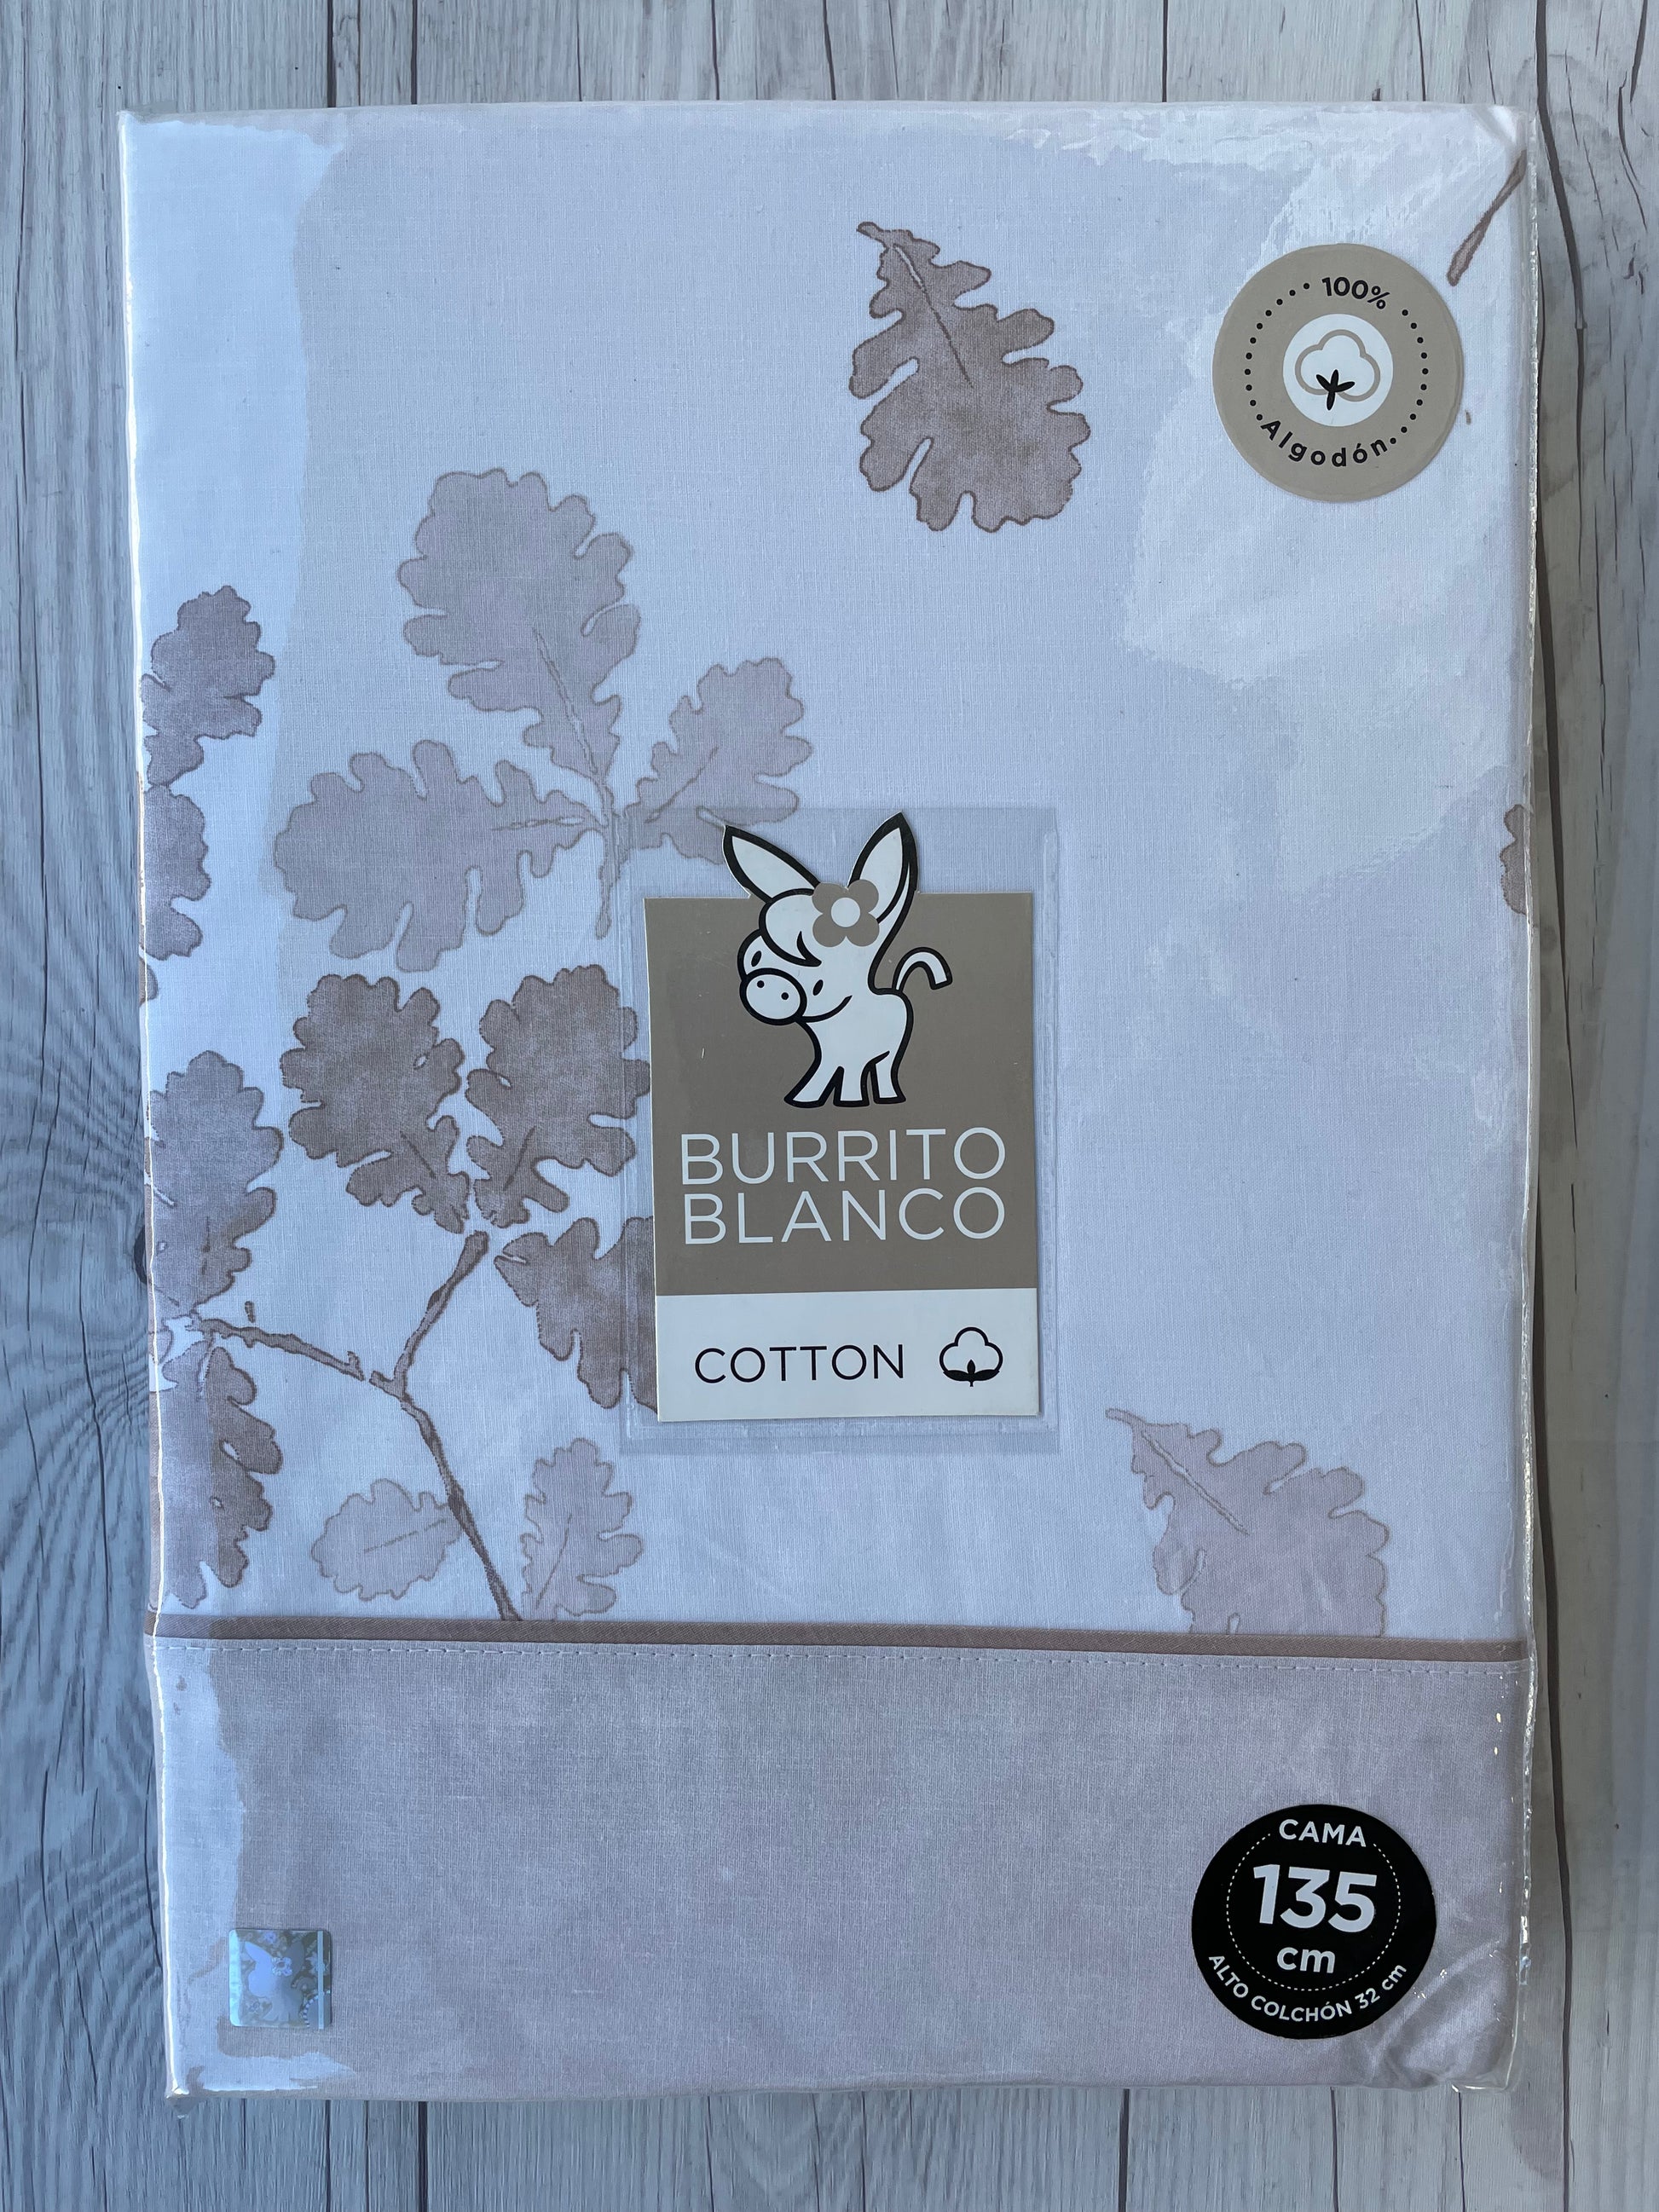 100%
Algodón
BURRITO
BLANCO
COTTON
CAMA
135
cm
ALTO COLCHÓN 32 cm